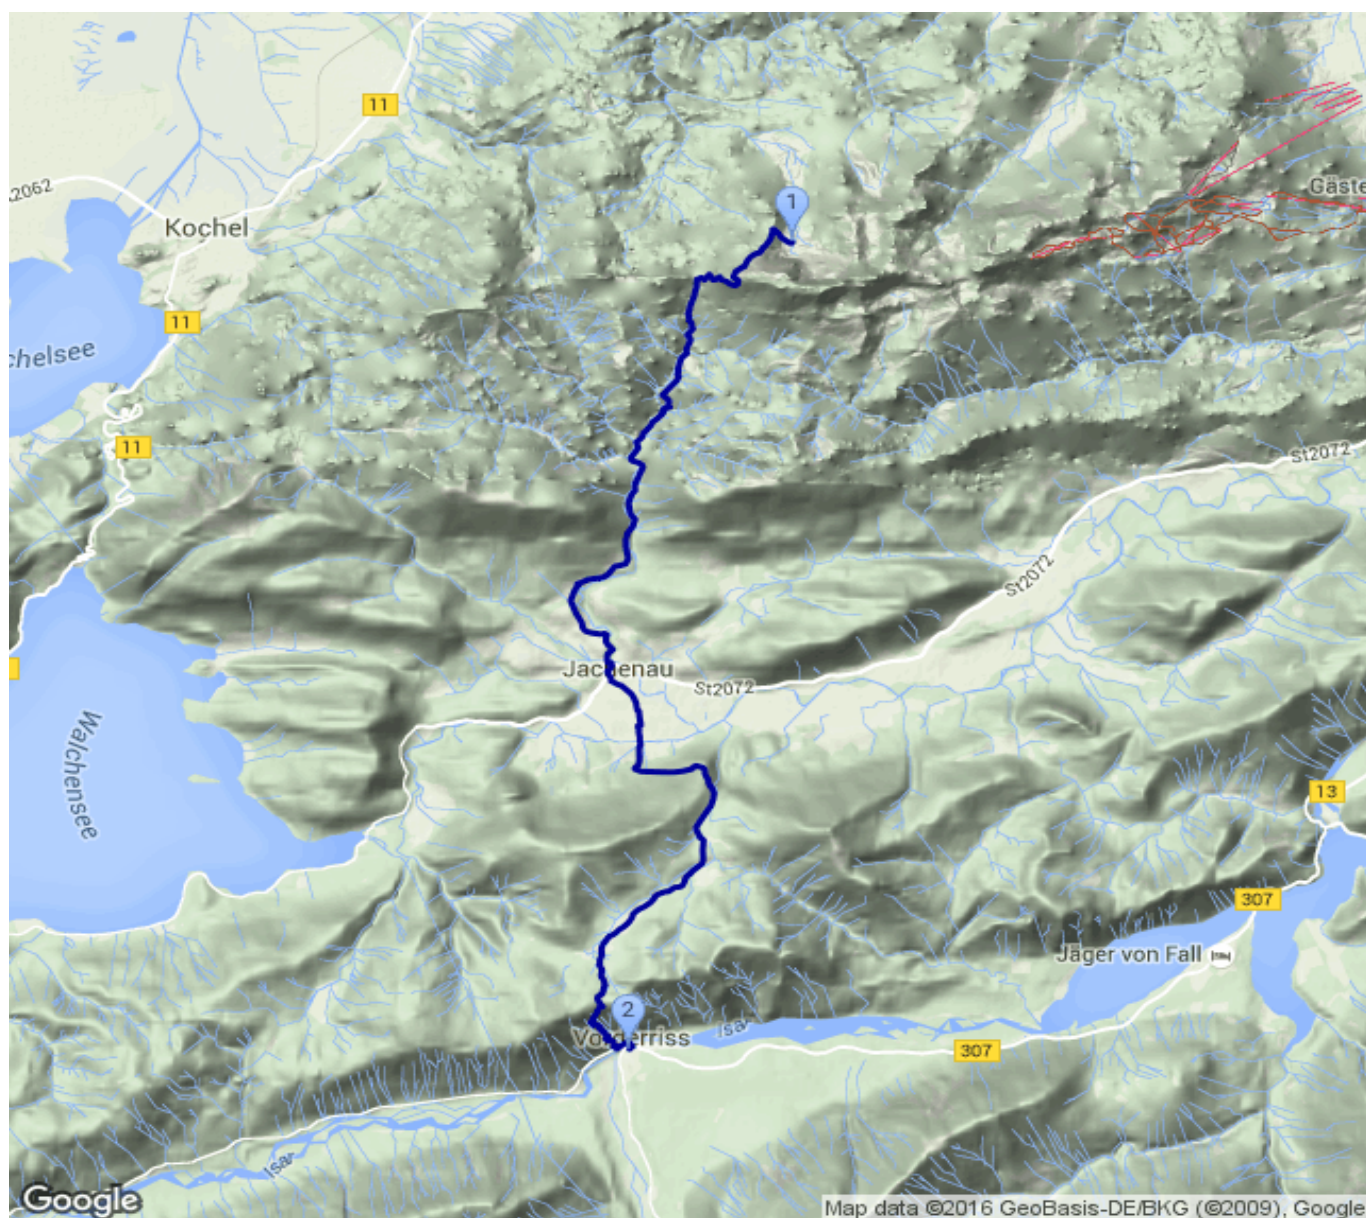 11
2062
Kochel
1
Gäste
11
chelsee
11
St2072
St2072
Jachenau
St2072
Walchensee
13
307
Jäger von Fall
2
Vorderriss
Isar
307
Isar
Google
Map data ©2016 GeoBasis-DE/BKG (©2009), Google